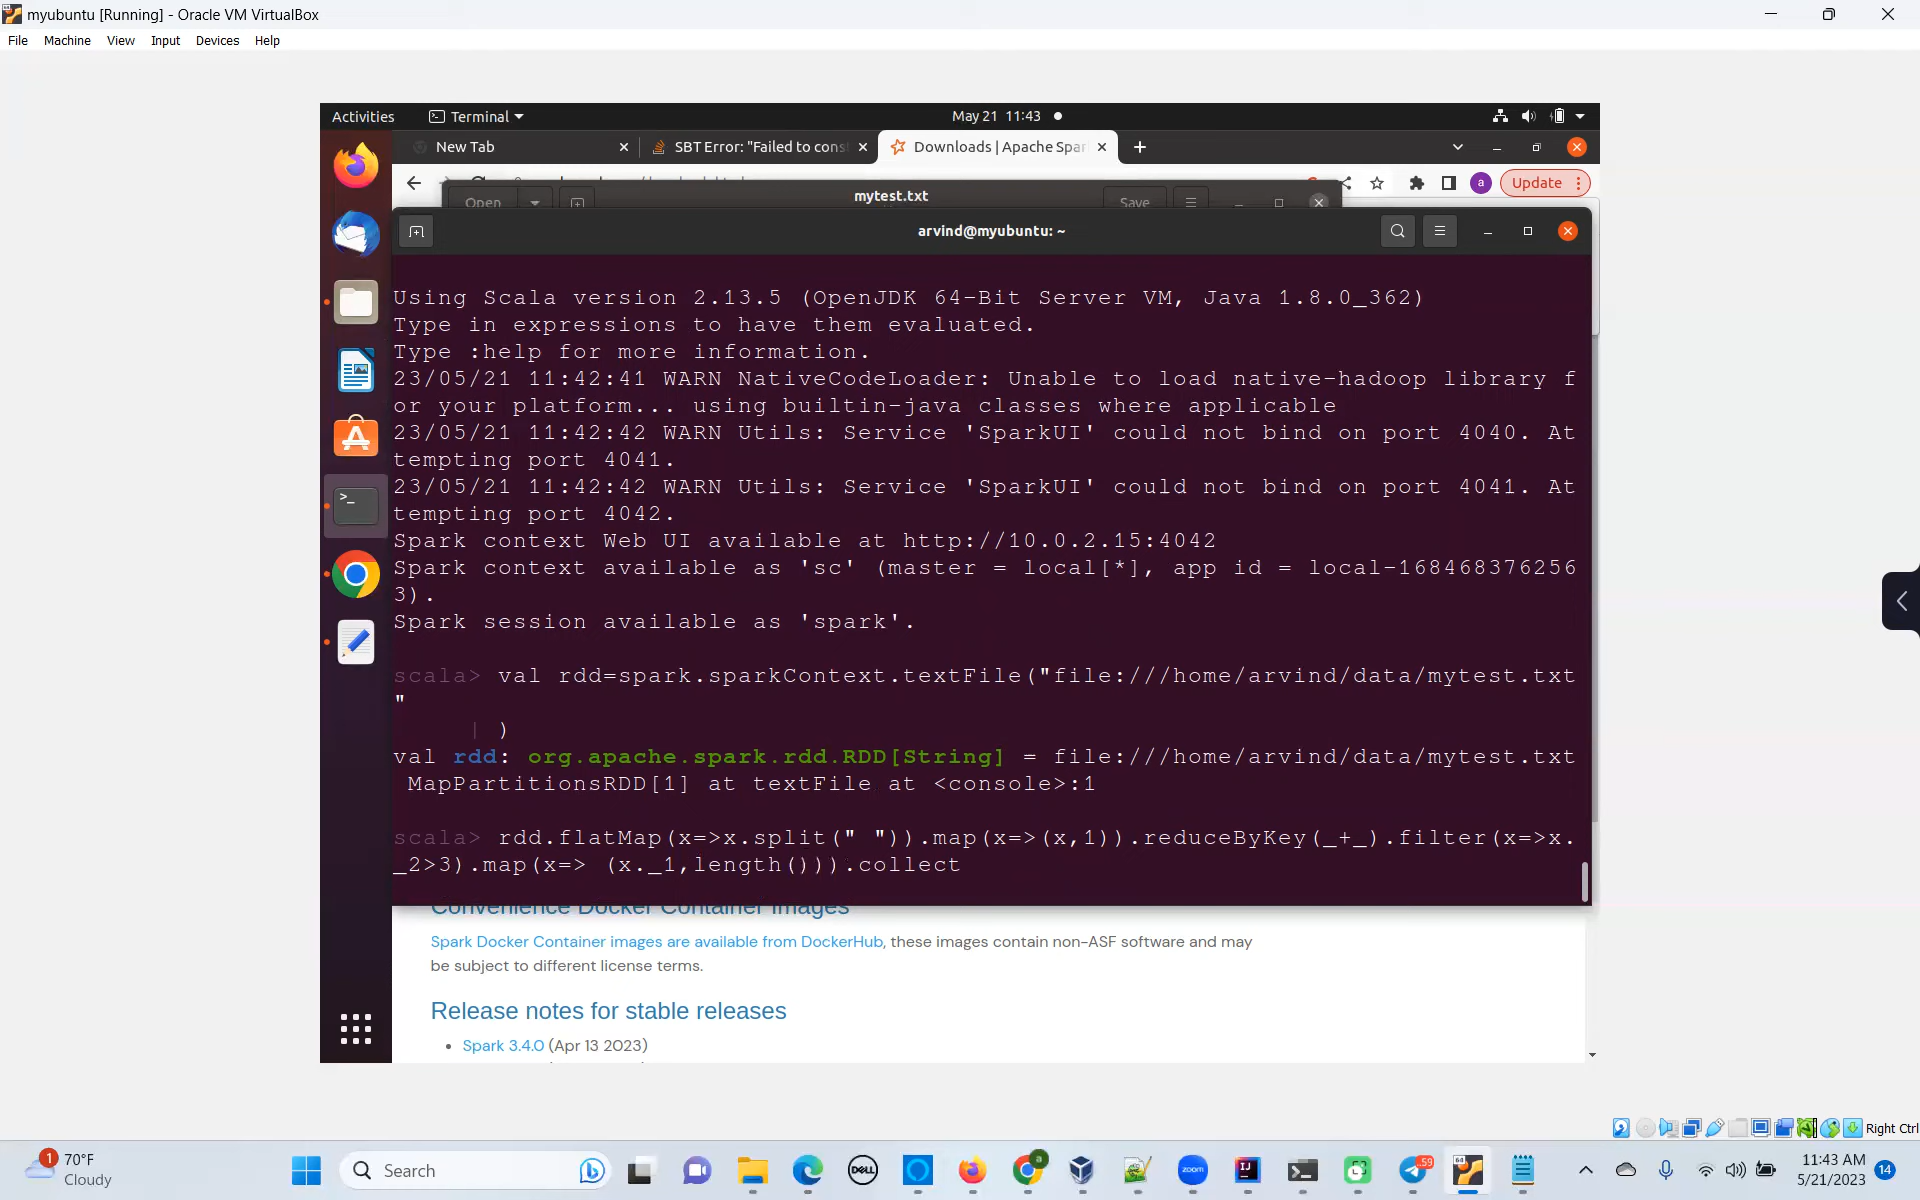 myubuntu [Running] - Oracle VM VirtualBox
File Machine View Input Devices Help
Activities Terminal May 21 11:43
New Tab SBT Error: "Failed to cons Downloads | Apache Spar
Update
a
Open mytest.txt Save
arvind@myubuntu: ~
Using Scala version 2.13.5 (OpenJDK 64-Bit Server VM, Java 1.8.0_362)
Type in expressions to have them evaluated.
Type :help for more information.
23/05/21 11:42:41 WARN NativeCodeLoader: Unable to load native-hadoop library f
or your platform... using builtin-java classes where applicable
23/05/21 11:42:42 WARN Utils: Service 'SparkUI' could not bind on port 4040. At
tempting port 4041.
23/05/21 11:42:42 WARN Utils: Service 'SparkUI' could not bind on port 4041. At
tempting port 4042.
Spark context Web UI available at http://10.0.2.15:4042
Spark context available as 'sc' (master = local[*], app id = local-168468376256
3).
Spark session available as 'spark'.
scala> val rdd=spark.sparkContext.textFile("file:///home/arvind/data/mytest.txt
"
| )
val rdd: org.apache.spark.rdd.RDD[String] = file:///home/arvind/data/mytest.txt
MapPartitionsRDD[1] at textFile at <console>:1
scala> rdd.flatMap(x=>x.split(" ")).map(x=>(x,1)).reduceByKey(_+_).filter(x=>x.
_2>3).map(x=> (x._1,length())).collect
Convenience Docker Container Images
Spark Docker Container images are available from DockerHub, these images contain non-ASF software and may
be subject to different license terms.
Release notes for stable releases
Spark 3.4.0 (Apr 13 2023)
Right Ctrl
1
70°F
Cloudy
Search
DELL
a
zoom
IJ
59
64
11:43 AM
5/21/2023
14